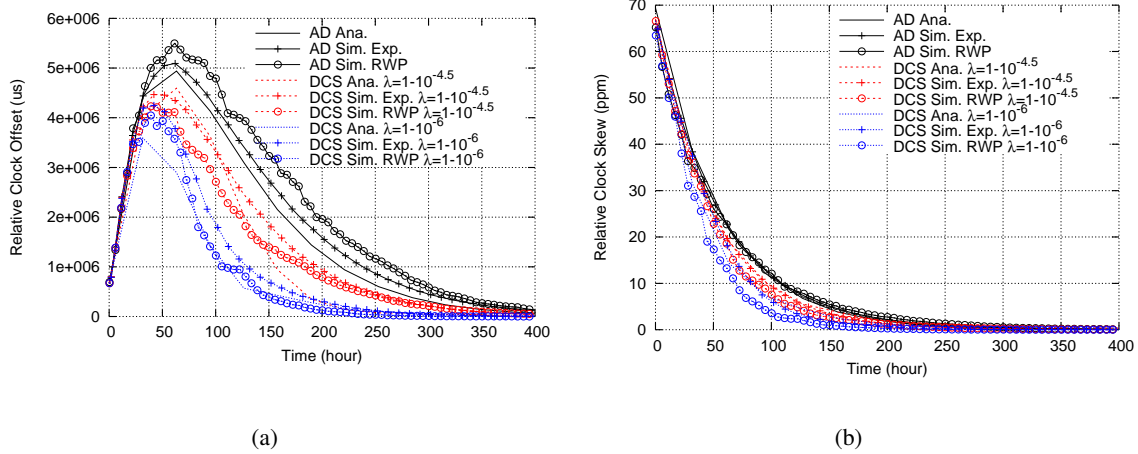 6e+006
5e+006
4e+006
3e+006
2e+006
1e+006
0
Relative Clock Offset (us)
0 50 100 150 200 250 300 350 400
Time (hour)
AD Ana.
AD Sim. Exp.
AD Sim. RWP
DCS Ana. λ=1-10^-4.5
DCS Sim. Exp. λ=1-10^-4.5
DCS Sim. RWP λ=1-10^-4.5
DCS Ana. λ=1-10^-6
DCS Sim. Exp. λ=1-10^-6
DCS Sim. RWP λ=1-10^-6
(a)
70
60
50
40
30
20
10
0
Relative Clock Skew (ppm)
0 50 100 150 200 250 300 350 400
Time (hour)
AD Ana.
AD Sim. Exp.
AD Sim. RWP
DCS Ana. λ=1-10^-4.5
DCS Sim. Exp. λ=1-10^-4.5
DCS Sim. RWP λ=1-10^-4.5
DCS Ana. λ=1-10^-6
DCS Sim. Exp. λ=1-10^-6
DCS Sim. RWP λ=1-10^-6
(b)